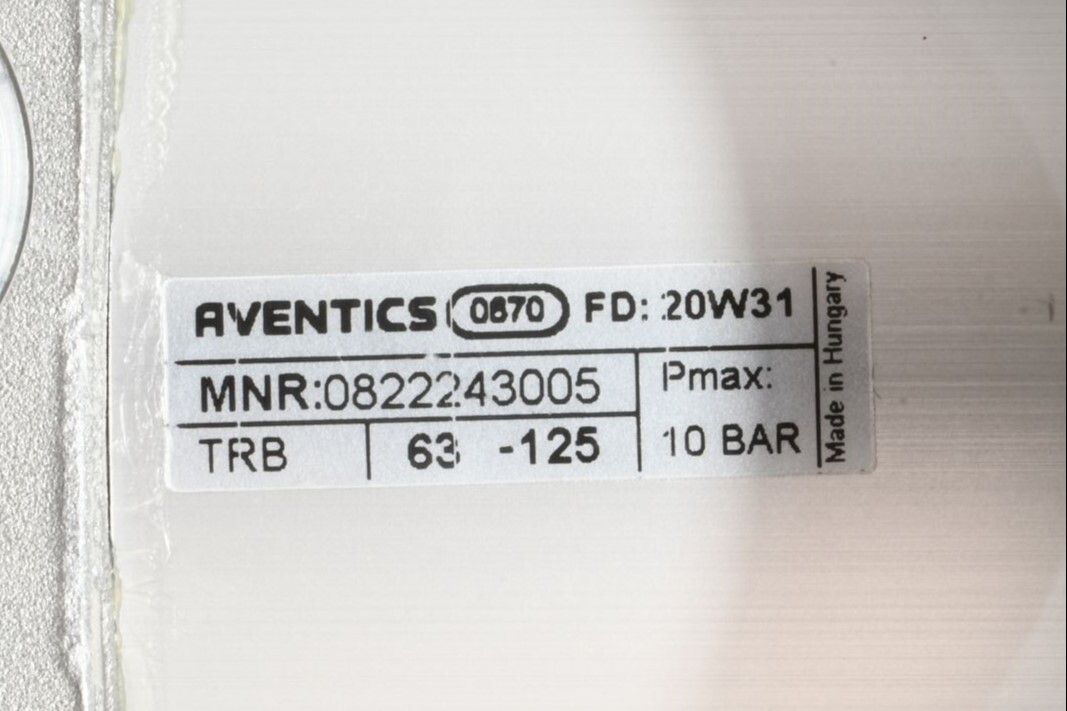 AVENTICS 0670 FD: 20W31
MNR:0822243005
Pmax:
TRB 63 -125
10 BAR
Made in Hungary